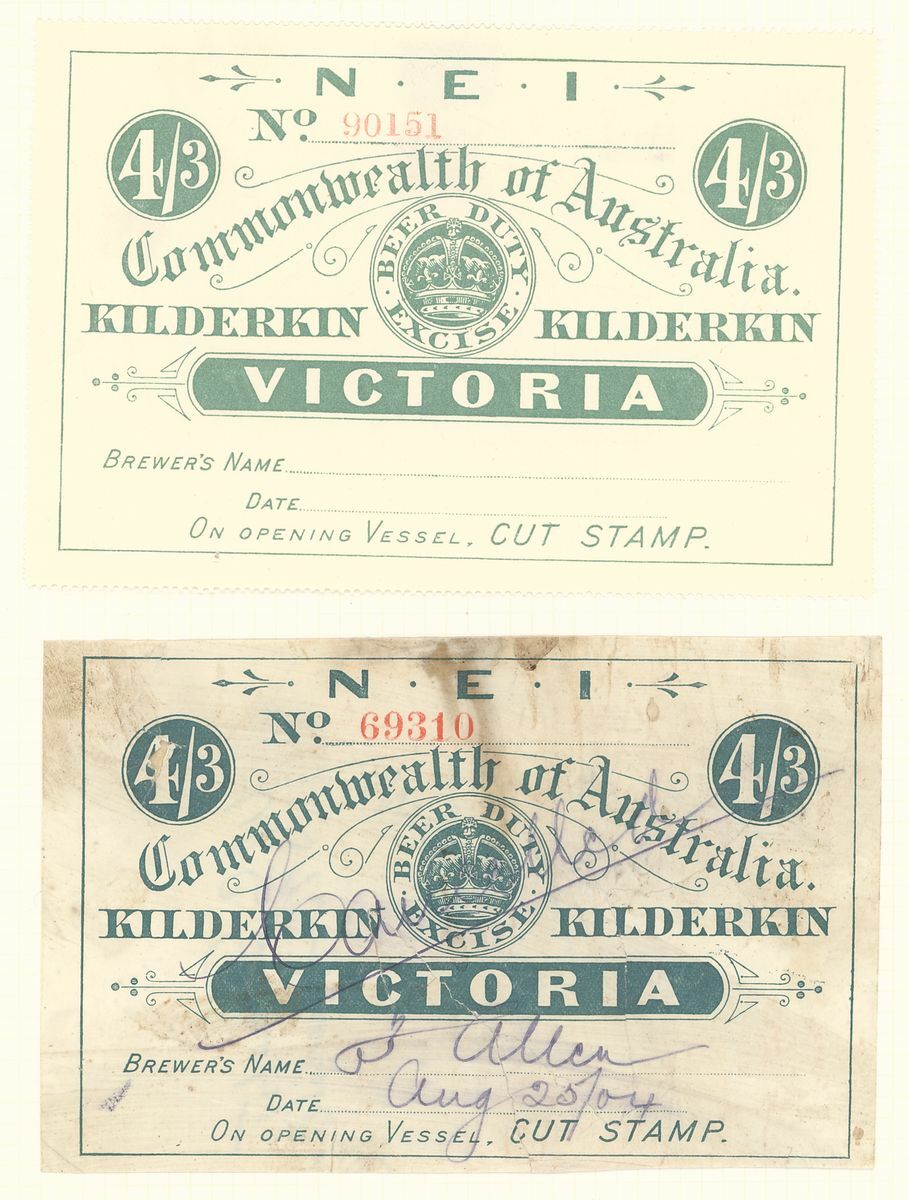 N · E · I
No. 90151
4/3 4/3
Commonwealth of Australia.
BEER DUTY
EXCISE
KILDERKIN KILDERKIN
VICTORIA
BREWER'S NAME
DATE
ON OPENING VESSEL, CUT STAMP.
N · E · I
No. 69310
4/3 4/3
Commonwealth of Australia.
BEER DUTY
EXCISE
KILDERKIN KILDERKIN
Cancelled
VICTORIA
BREWER'S NAME Allen
DATE Aug 25/04
ON OPENING VESSEL, CUT STAMP.